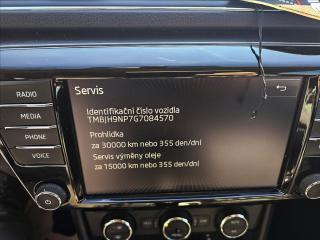 Servis
Identifikační číslo vozidla
TMBJH9NP7G7084570
Prohlídka
za 30000 km nebo 355 den/dní
Servis výměny oleje
za 15000 km nebo 355 den/dní
RADIO
MEDIA
PHONE
VOICE